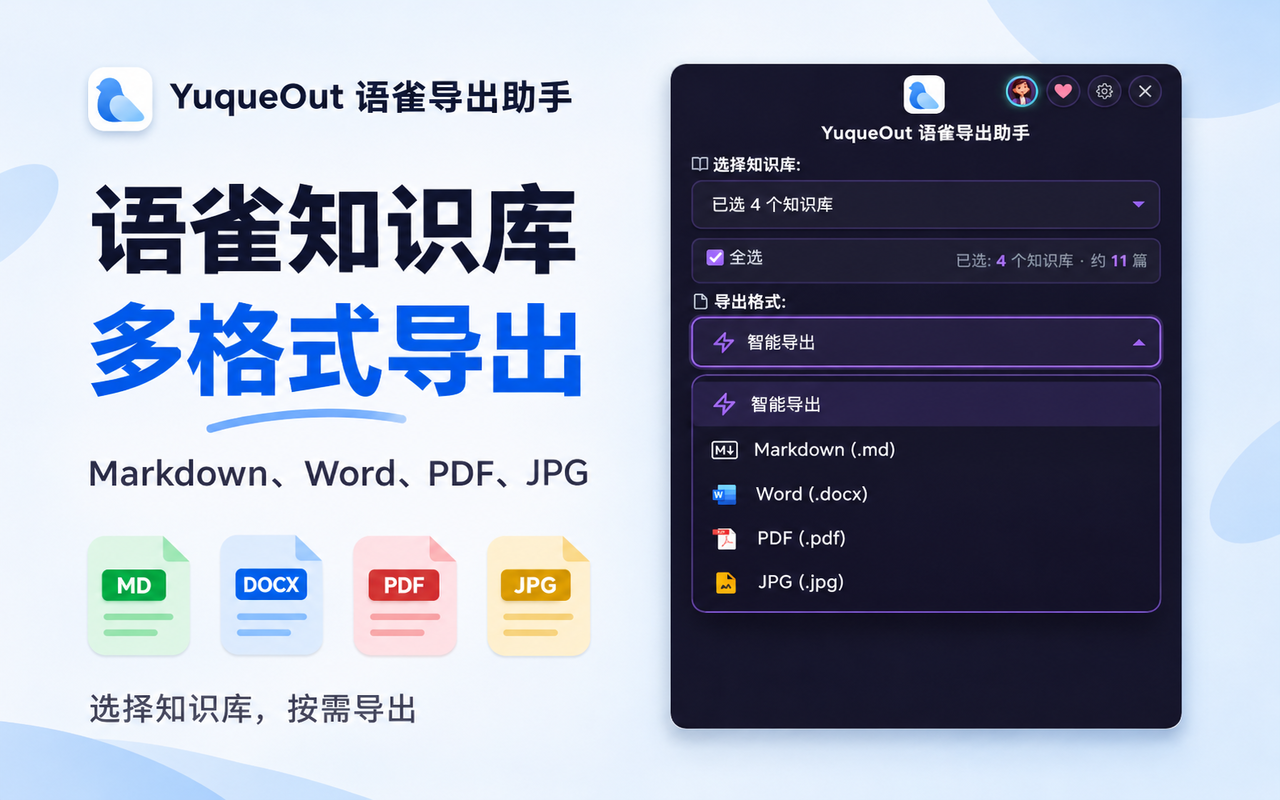 YuqueOut 语雀导出助手
语雀知识库
多格式导出
Markdown、Word、PDF、JPG
MD
DOCX
PDF
JPG
选择知识库，按需导出
YuqueOut 语雀导出助手
选择知识库:
已选 4 个知识库
全选
已选: 4 个知识库 · 约 11 篇
导出格式:
智能导出
智能导出
M↓ Markdown (.md)
W Word (.docx)
PDF PDF (.pdf)
JPG (.jpg)